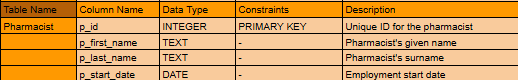 Table Name Column Name Data Type Constraints Description
Pharmacist p_id INTEGER PRIMARY KEY Unique ID for the pharmacist
p_first_name TEXT - Pharmacist's given name
p_last_name TEXT - Pharmacist's surname
p_start_date DATE - Employment start date